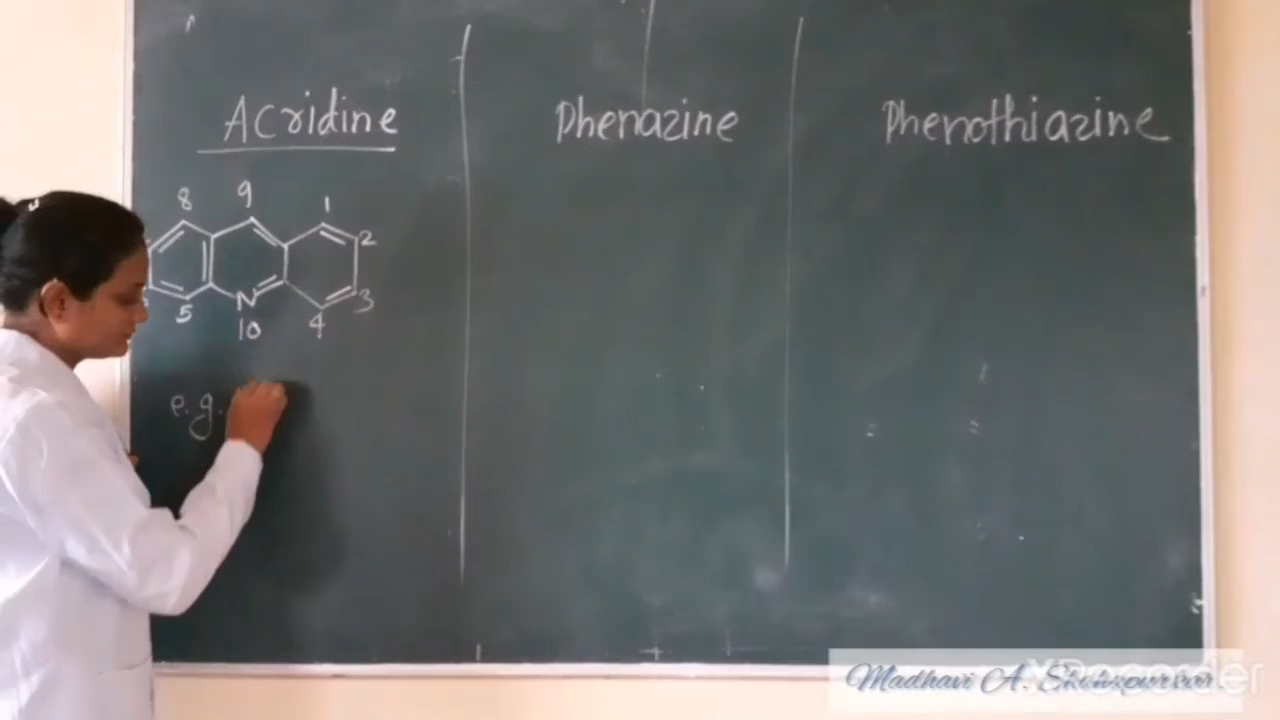 Acridine
Phenazine
Phenothiazine
8 9 1
2
3
5 N 4
10
e.g.
Madhavi A.